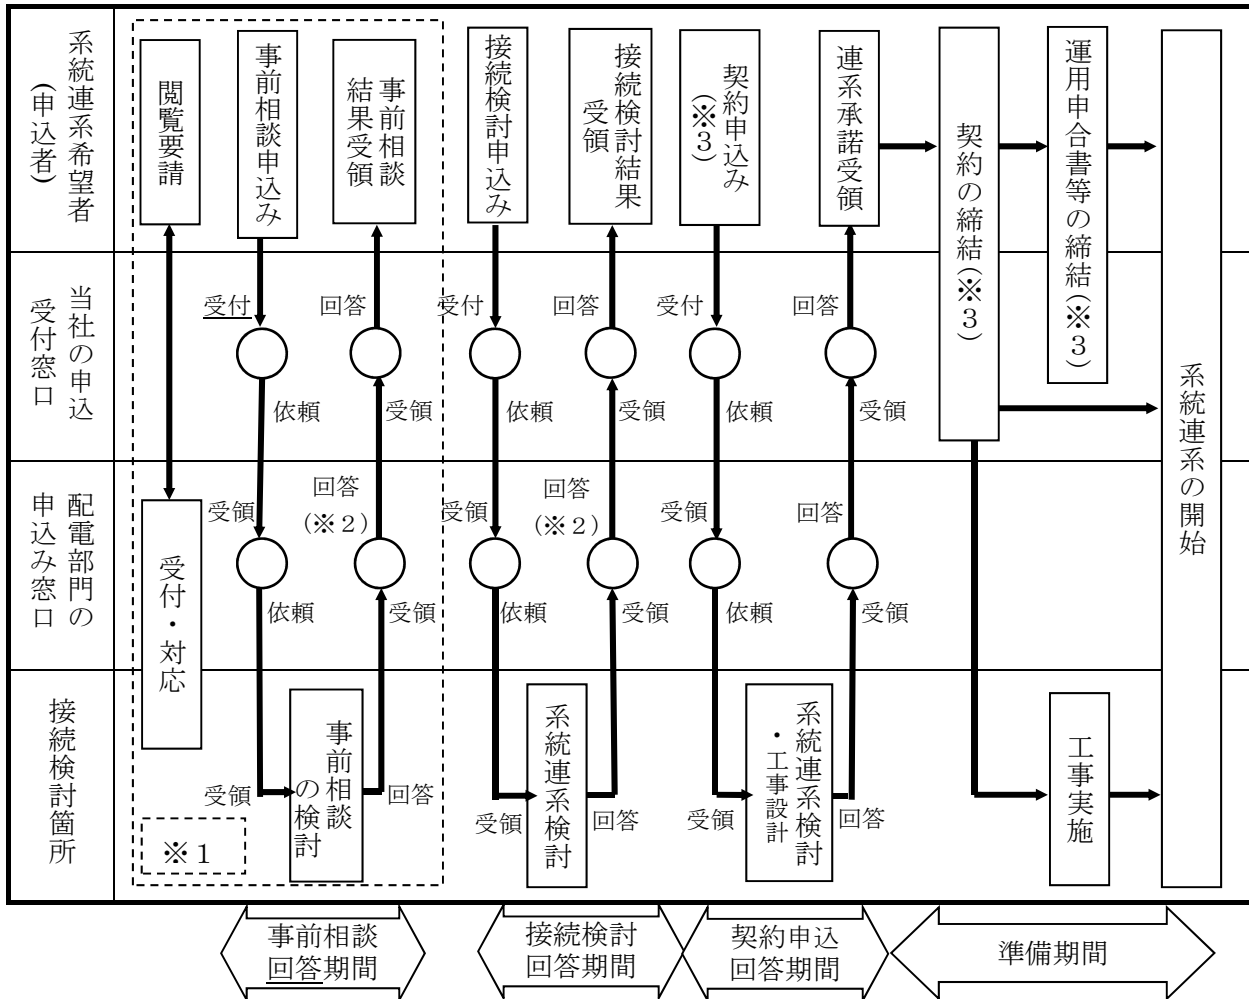 系統連系希望者
(申込者)
閲覧要請
事前相談申込み
事前相談
結果受領
接続検討申込み
接続検討結果
受領
契約申込み
(※3)
連系承諾受領
契約の締結(※3)
運用申合書等の締結(※3)
系統連系の開始
当社の申込
受付窓口
受付
回答
受付
回答
受付
回答
依頼
受領
依頼
受領
依頼
受領
配電部門の
申込み窓口
受付・対応
受領
回答
(※2)
受領
回答
(※2)
受領
回答
依頼
受領
依頼
受領
依頼
受領
接続検討箇所
※1
受領
事前相談
の検討
回答
受領
系統連系検討
回答
受領
系統連系検討
・工事設計
回答
工事実施
事前相談
回答期間
接続検討
回答期間
契約申込
回答期間
準備期間